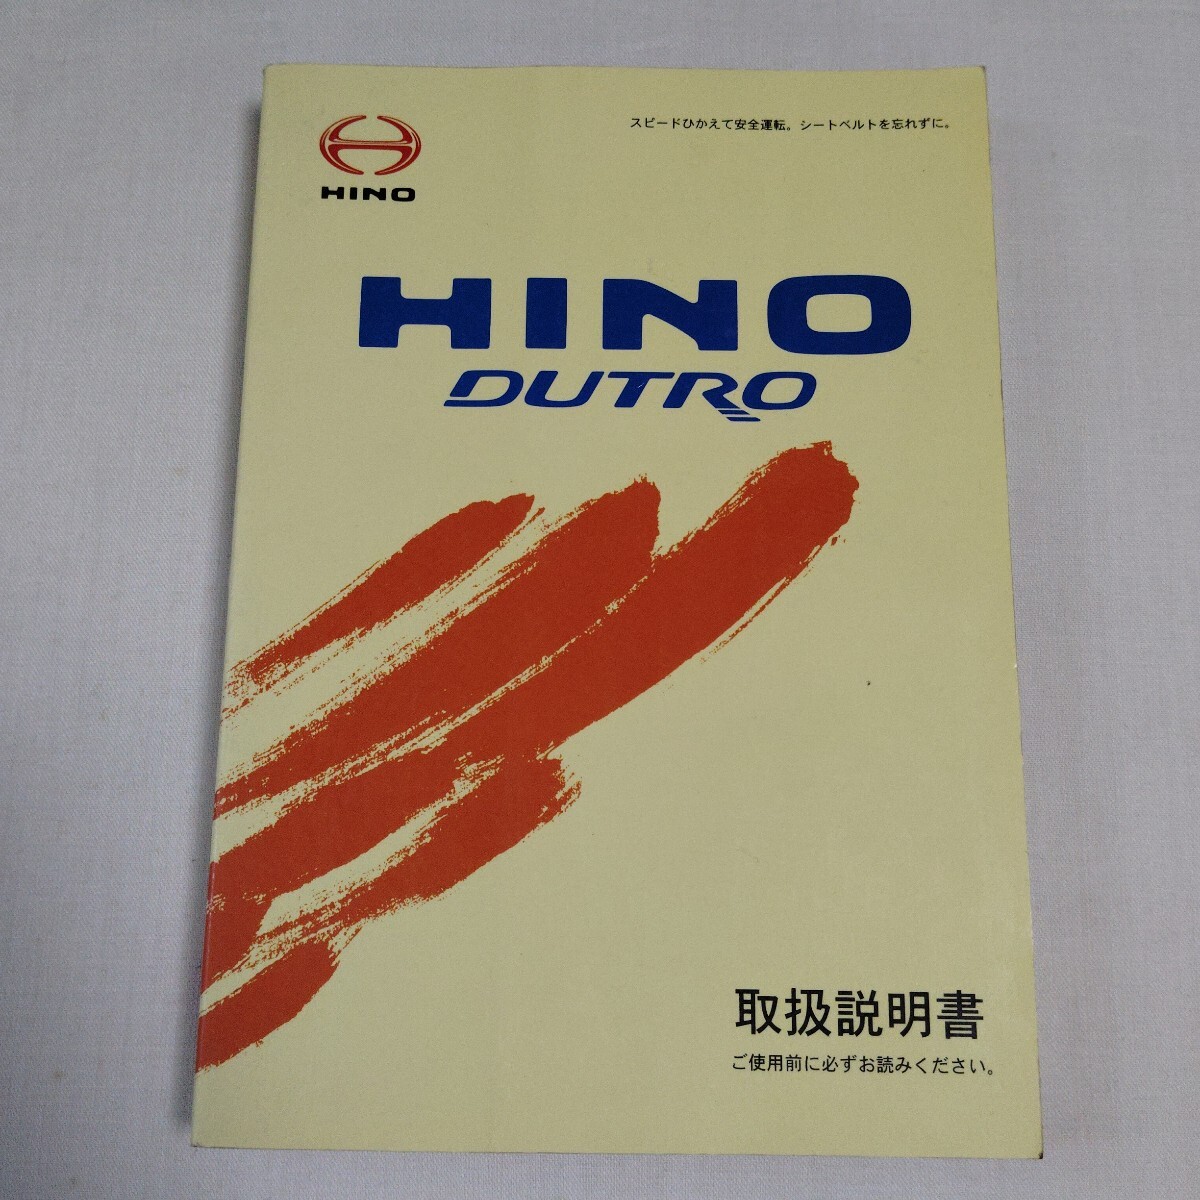 スピードひかえて安全運転。シートベルトを忘れずに。
HINO
HINO
DUTRO
取扱説明書
ご使用前に必ずお読みください。